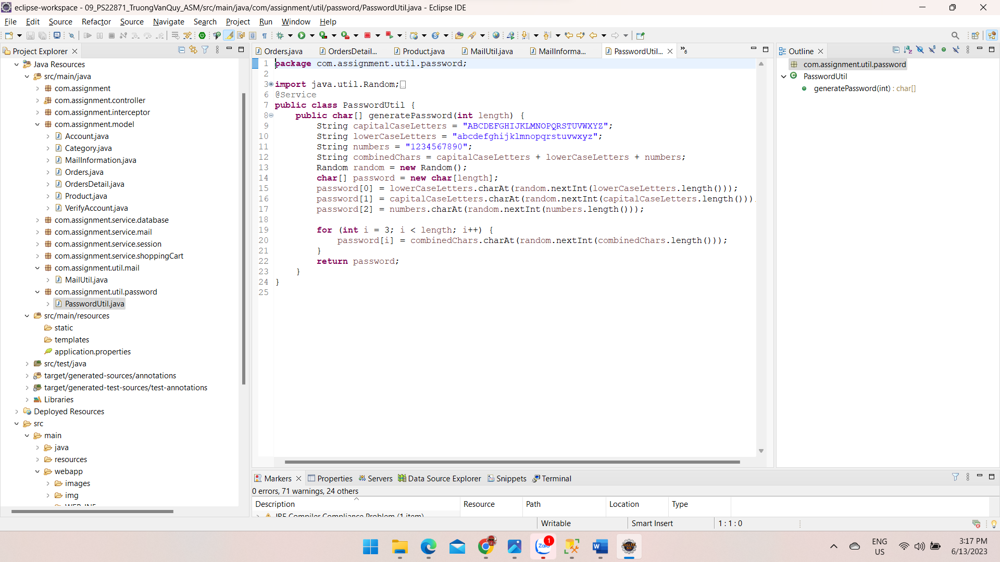 eclipse-workspace - 09_PS22871_TruongVanQuy_ASM/src/main/java/com/assignment/util/password/PasswordUtil.java - Eclipse IDE
File Edit Source Refactor Source Navigate Search Project Run Window Help
Project Explorer
Java Resources
src/main/java
com.assignment
com.assignment.controller
com.assignment.interceptor
com.assignment.model
Account.java
Category.java
MailInformation.java
Orders.java
OrdersDetail.java
Product.java
VerifyAccount.java
com.assignment.service.database
com.assignment.service.mail
com.assignment.service.session
com.assignment.service.shoppingCart
com.assignment.util.mail
MailUtil.java
com.assignment.util.password
PasswordUtil.java
src/main/resources
static
templates
application.properties
src/test/java
target/generated-sources/annotations
target/generated-test-sources/test-annotations
Libraries
Deployed Resources
src
main
java
resources
webapp
images
img
Orders.java OrdersDetail... Product.java MailUtil.java MailInforma... PasswordUtil... »6
1 package com.assignment.util.password;
2
3 import java.util.Random;
6 @Service
7 public class PasswordUtil {
8 public char[] generatePassword(int length) {
9 String capitalCaseLetters = "ABCDEFGHIJKLMNOPQRSTUVWXYZ";
10 String lowerCaseLetters = "abcdefghijklmnopqrstuvwxyz";
11 String numbers = "1234567890";
12 String combinedChars = capitalCaseLetters + lowerCaseLetters + numbers;
13 Random random = new Random();
14 char[] password = new char[length];
15 password[0] = lowerCaseLetters.charAt(random.nextInt(lowerCaseLetters.length()));
16 password[1] = capitalCaseLetters.charAt(random.nextInt(capitalCaseLetters.length()))
17 password[2] = numbers.charAt(random.nextInt(numbers.length()));
18
19 for (int i = 3; i < length; i++) {
20 password[i] = combinedChars.charAt(random.nextInt(combinedChars.length()));
21 }
22 return password;
23 }
24 }
25
Outline
com.assignment.util.password
PasswordUtil
generatePassword(int) : char[]
Markers Properties Servers Data Source Explorer Snippets Terminal
0 errors, 71 warnings, 24 others
Description Resource Path Location Type
JRE Compiler Compliance Problem (1 item)
Writable Smart Insert 1 : 1 : 0
Zalo 1
ENG
US
3:17 PM
6/13/2023